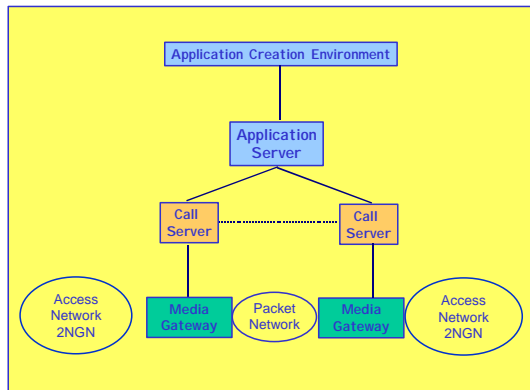 Application Creation Environment
Application
Server
Call
Server
Call
Server
Access
Network
2NGN
Media
Gateway
Packet
Network
Media
Gateway
Access
Network
2NGN